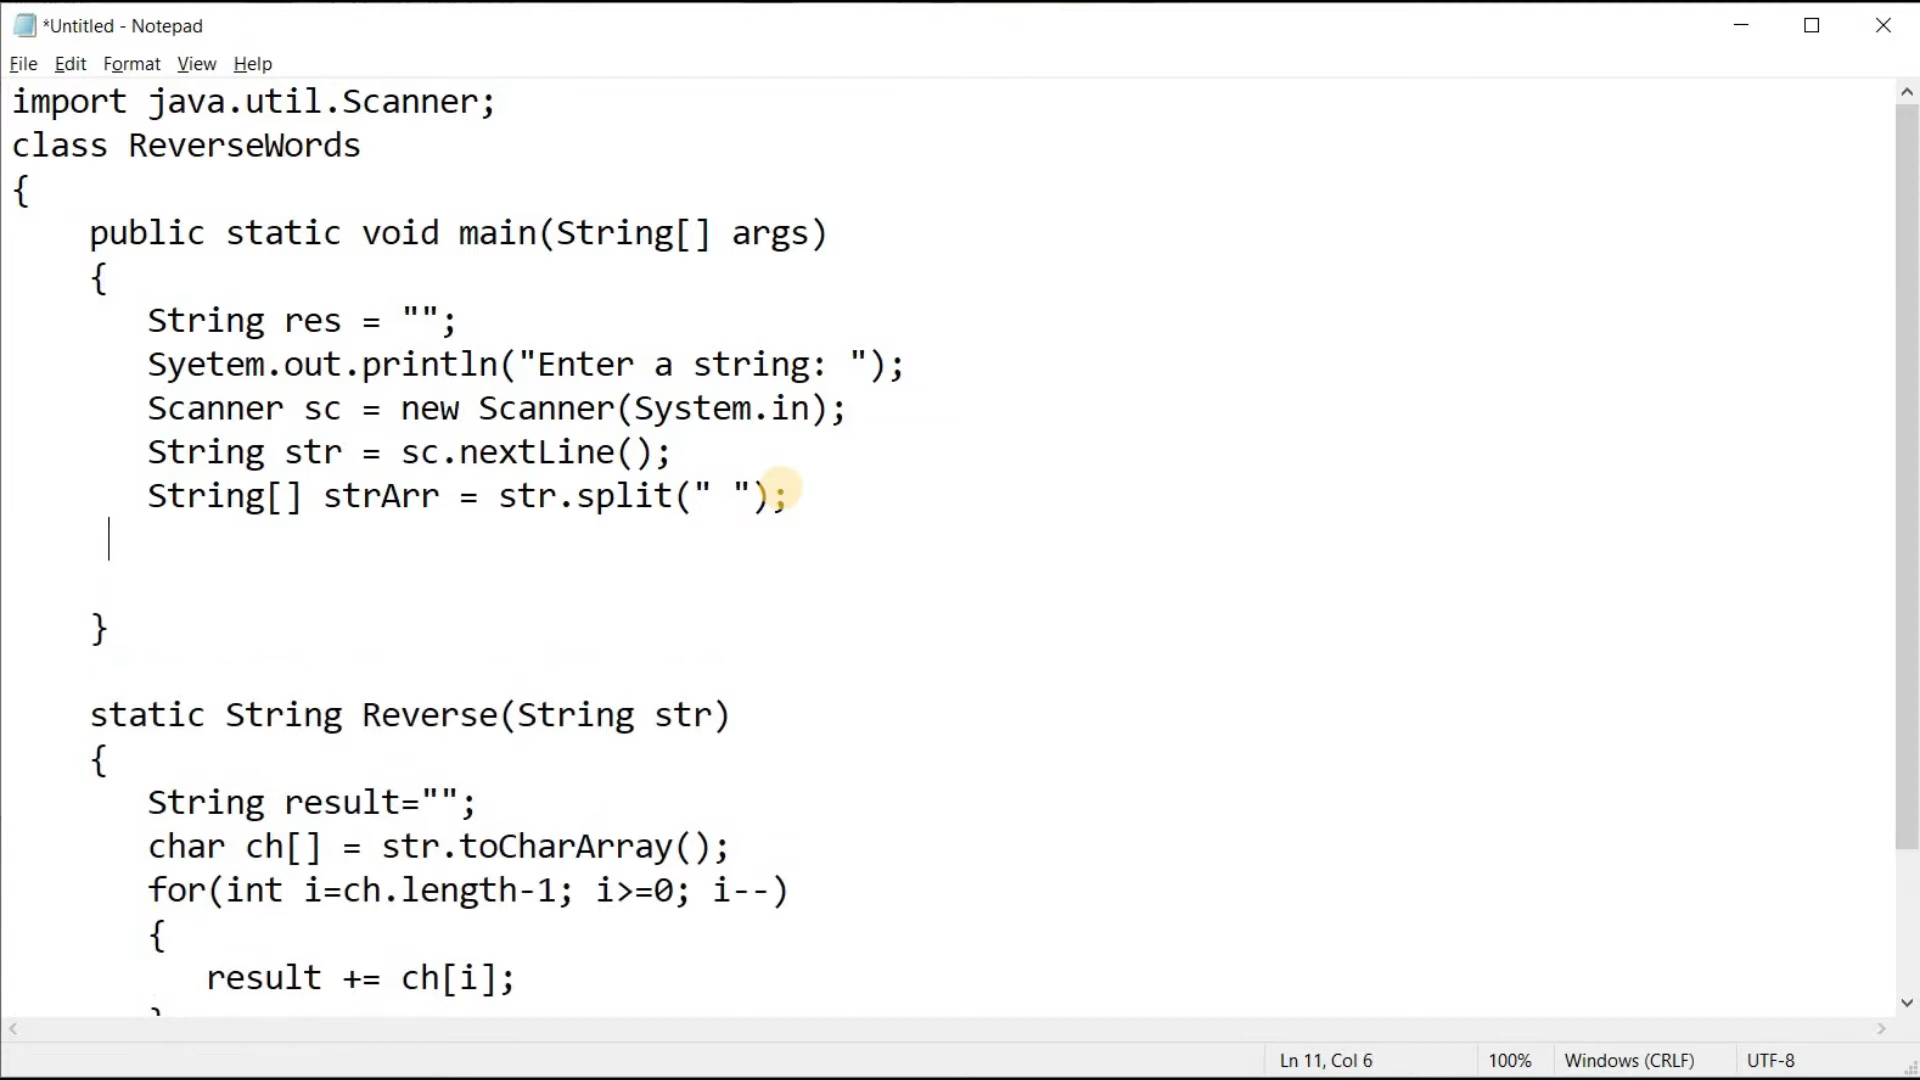 *Untitled - Notepad
File Edit Format View Help
import java.util.Scanner;
class ReverseWords
{
public static void main(String[] args)
{
String res = "";
Syetem.out.println("Enter a string: ");
Scanner sc = new Scanner(System.in);
String str = sc.nextLine();
String[] strArr = str.split(" ");
}
static String Reverse(String str)
{
String result="";
char ch[] = str.toCharArray();
for(int i=ch.length-1; i>=0; i--)
{
result += ch[i];
}
Ln 11, Col 6 100% Windows (CRLF) UTF-8